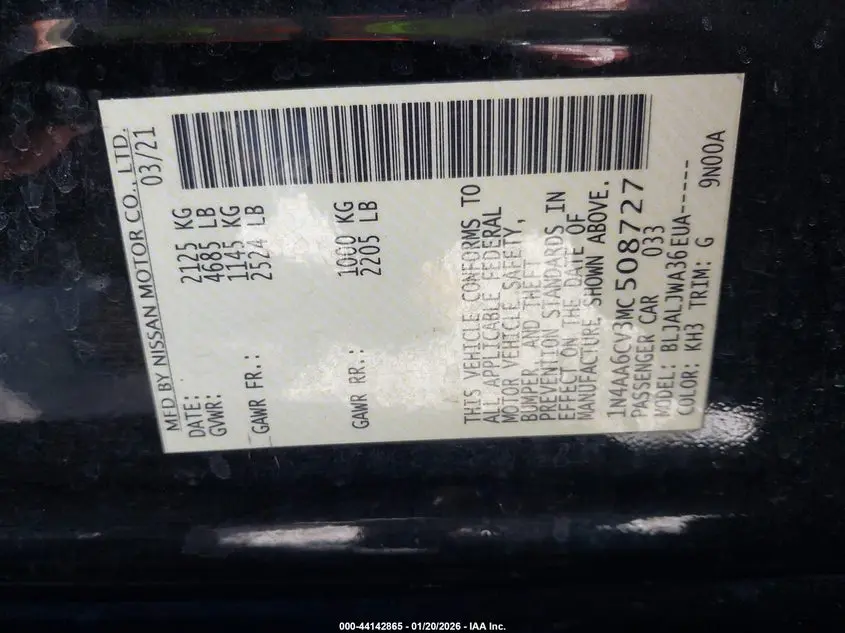 MFD BY NISSAN MOTOR CO., LTD.
DATE: 03/21
GVWR: 2125 KG
4685 LB
GAWR FR.: 1145 KG
2524 LB
GAWR RR.: 1000 KG
2205 LB
THIS VEHICLE CONFORMS TO
ALL APPLICABLE FEDERAL
MOTOR VEHICLE SAFETY,
BUMPER, AND THEFT
PREVENTION STANDARDS IN
EFFECT ON THE DATE OF
MANUFACTURE SHOWN ABOVE.
1N4AA6CV3MC508727
PASSENGER CAR 033
MODEL: BLJALJWA36EUA-----
COLOR: KH3 TRIM: G 9N00A
000-44142865 - 01/20/2026 - IAA Inc.